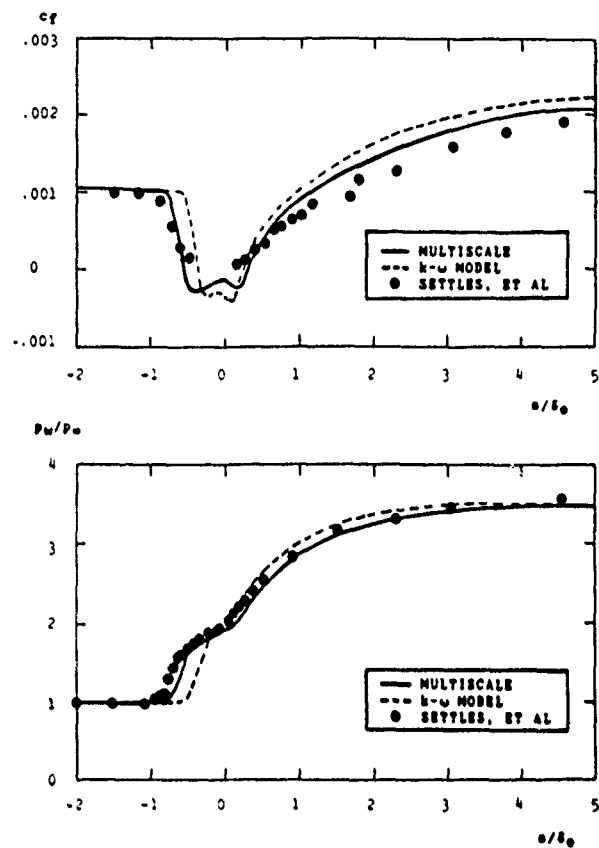 cf
.003
.002
.001
0
-.001
MULTISCALE
k-ω MODEL
SETTLES, ET AL
-2 -1 0 1 2 3 4 5
s/δ₀
pw/p∞
4
3
2
1
0
MULTISCALE
k-ω MODEL
SETTLES, ET AL
-2 -1 0 1 2 3 4 5
s/δ₀